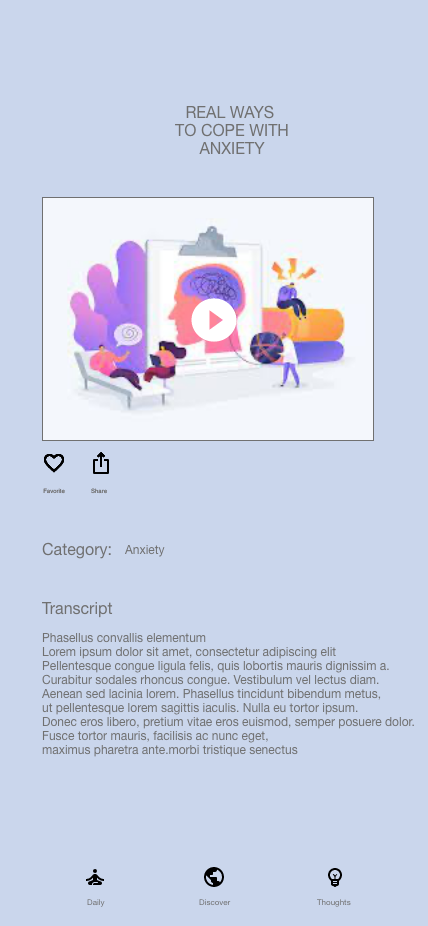 REAL WAYS
TO COPE WITH
ANXIETY
Favorite Share
Category: Anxiety
Transcript
Phasellus convallis elementum
Lorem ipsum dolor sit amet, consectetur adipiscing elit
Pellentesque congue ligula felis, quis lobortis mauris dignissim a.
Curabitur sodales rhoncus congue. Vestibulum vel lectus diam.
Aenean sed lacinia lorem. Phasellus tincidunt bibendum metus,
ut pellentesque lorem sagittis iaculis. Nulla eu tortor ipsum.
Donec eros libero, pretium vitae eros euismod, semper posuere dolor.
Fusce tortor mauris, facilisis ac nunc eget,
maximus pharetra ante.morbi tristique senectus
Daily Discover Thoughts